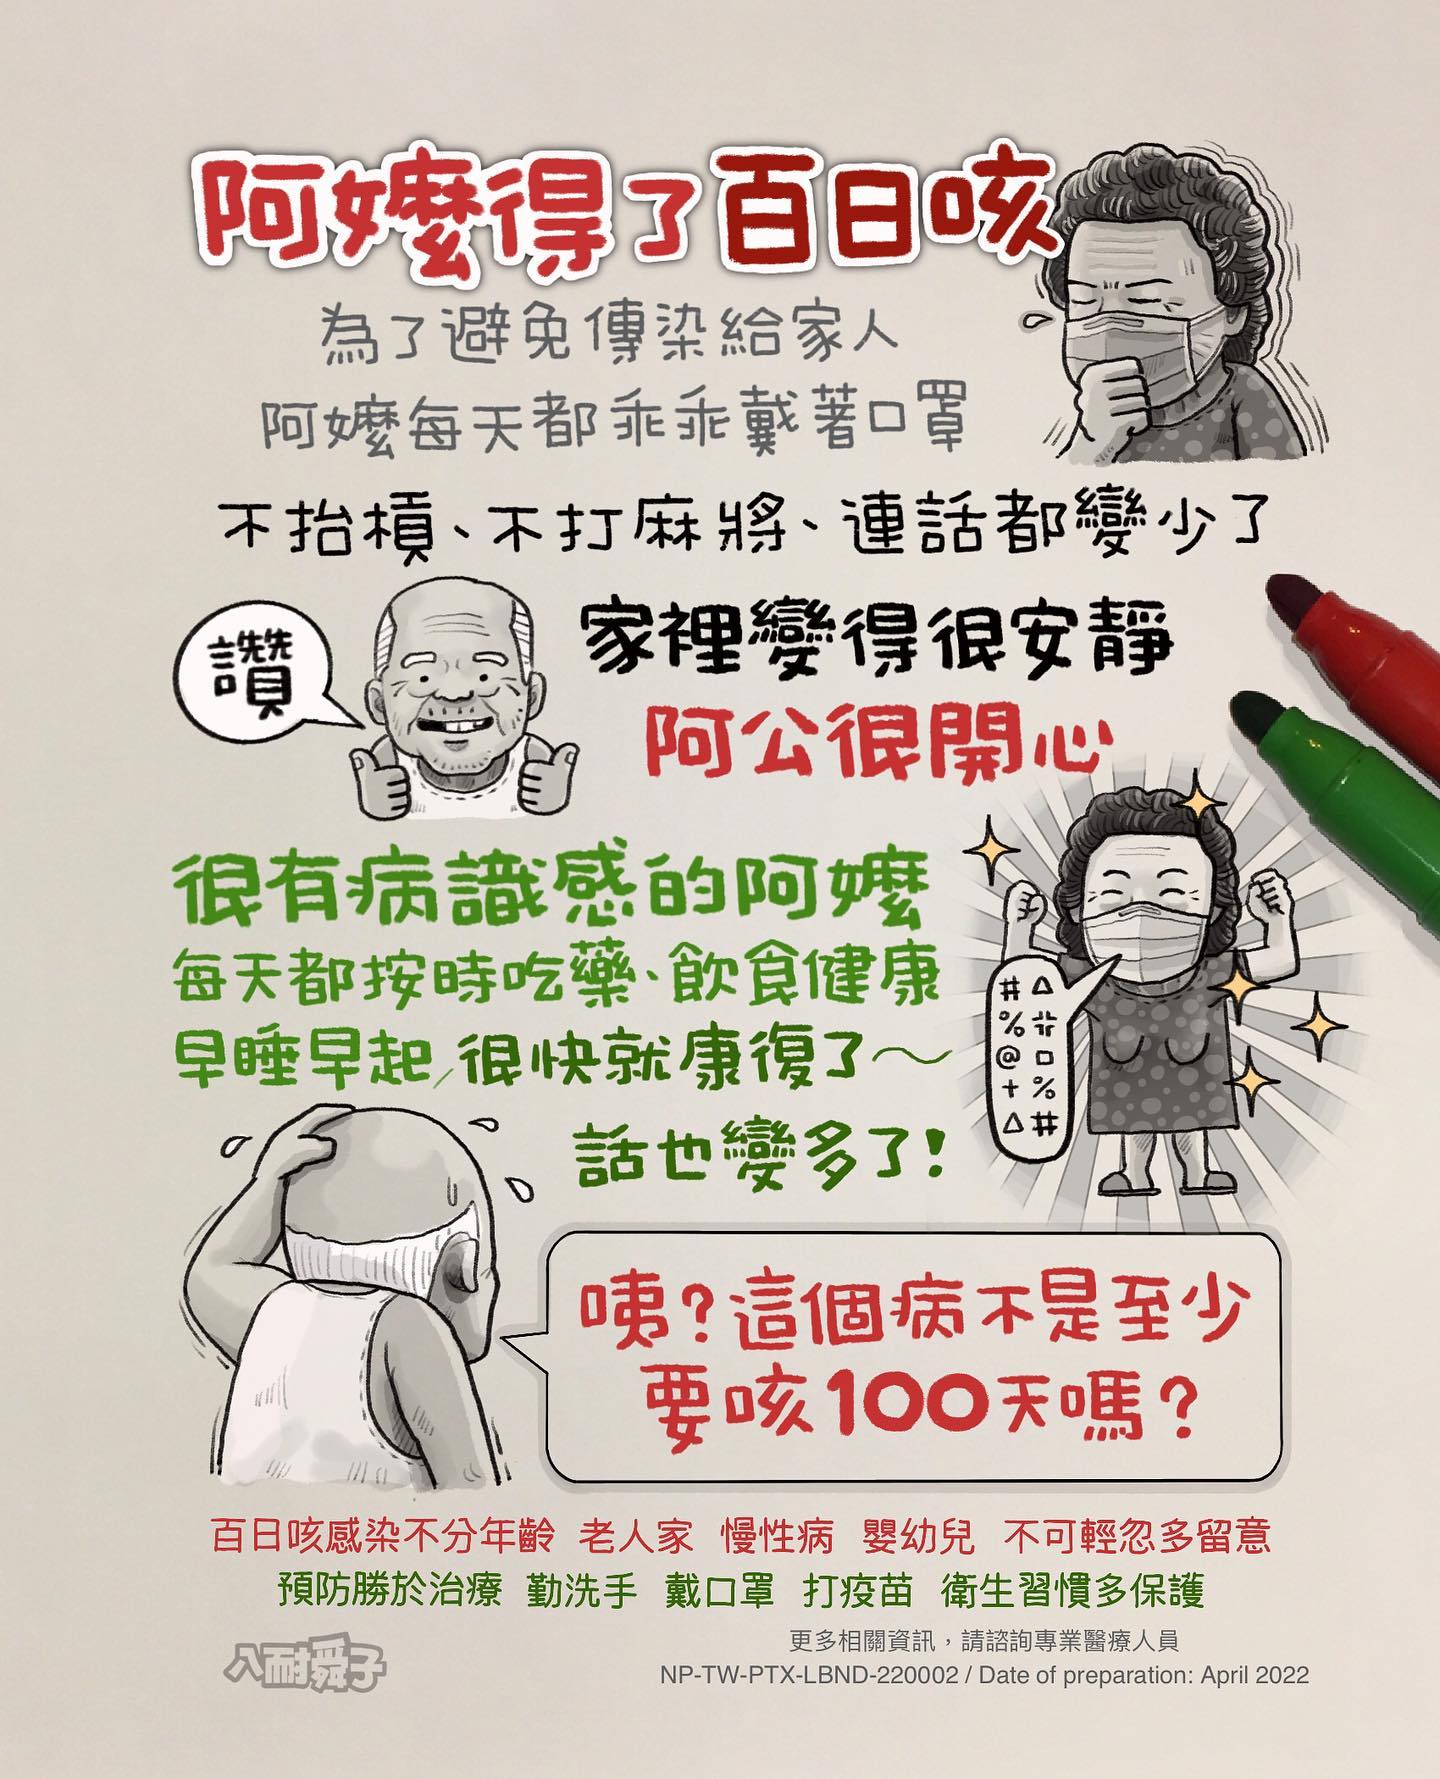 阿嬤得了百日咳
為了避免傳染給家人
阿嬤每天都乖乖戴著口罩
不抬槓、不打麻將、連話都變少了
讚
家裡變得很安靜
阿公很開心
很有病識感的阿嬤
每天都按時吃藥、飲食健康
早睡早起,很快就康復了～
話也變多了!
# △
% 卄
@ □
+ %
△ #
咦?這個病不是至少
要咳100天嗎?
百日咳感染不分年齡 老人家 慢性病 嬰幼兒 不可輕忽多留意
預防勝於治療 勤洗手 戴口罩 打疫苗 衛生習慣多保護
更多相關資訊，請諮詢專業醫療人員
八耐舜子
NP-TW-PTX-LBND-220002 / Date of preparation: April 2022